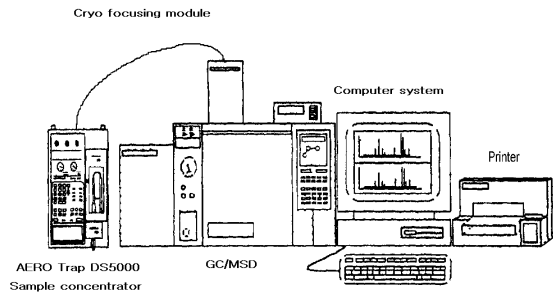 Cryo focusing module
Computer system
Printer
AERO Trap DS5000
Sample concentrator
GC/MSD